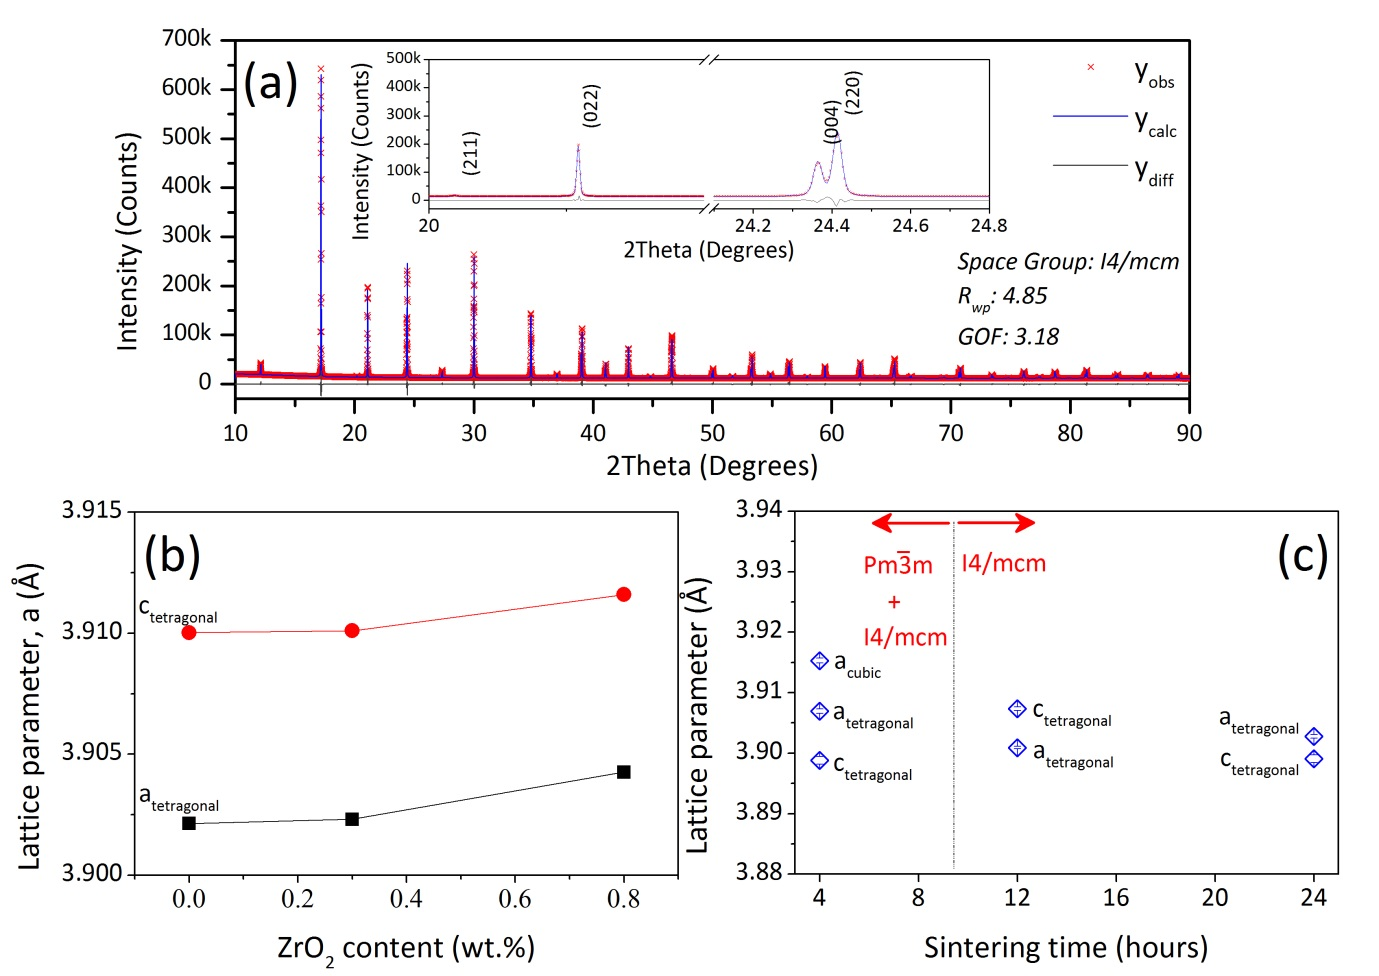 (a)
700k
600k
500k
400k
300k
200k
100k
0
Intensity (Counts)
10 20 30 40 50 60 70 80 90
2Theta (Degrees)
500k
400k
300k
200k
100k
0
Intensity (Counts)
(211)
(022)
(004)
(220)
20 24.2 24.4 24.6 24.8
2Theta (Degrees)
yobs
ycalc
ydiff
Space Group: I4/mcm
Rwp: 4.85
GOF: 3.18
(b)
3.915
3.910
3.905
3.900
Lattice parameter, a (Å)
ctetragonal
atetragonal
0.0 0.2 0.4 0.6 0.8
ZrO2 content (wt.%)
(c)
3.94
3.93
3.92
3.91
3.90
3.89
3.88
Lattice parameter (Å)
Pm3̅m
+
I4/mcm
I4/mcm
acubic
atetragonal
ctetragonal
ctetragonal
atetragonal
atetragonal
ctetragonal
4 8 12 16 20 24
Sintering time (hours)